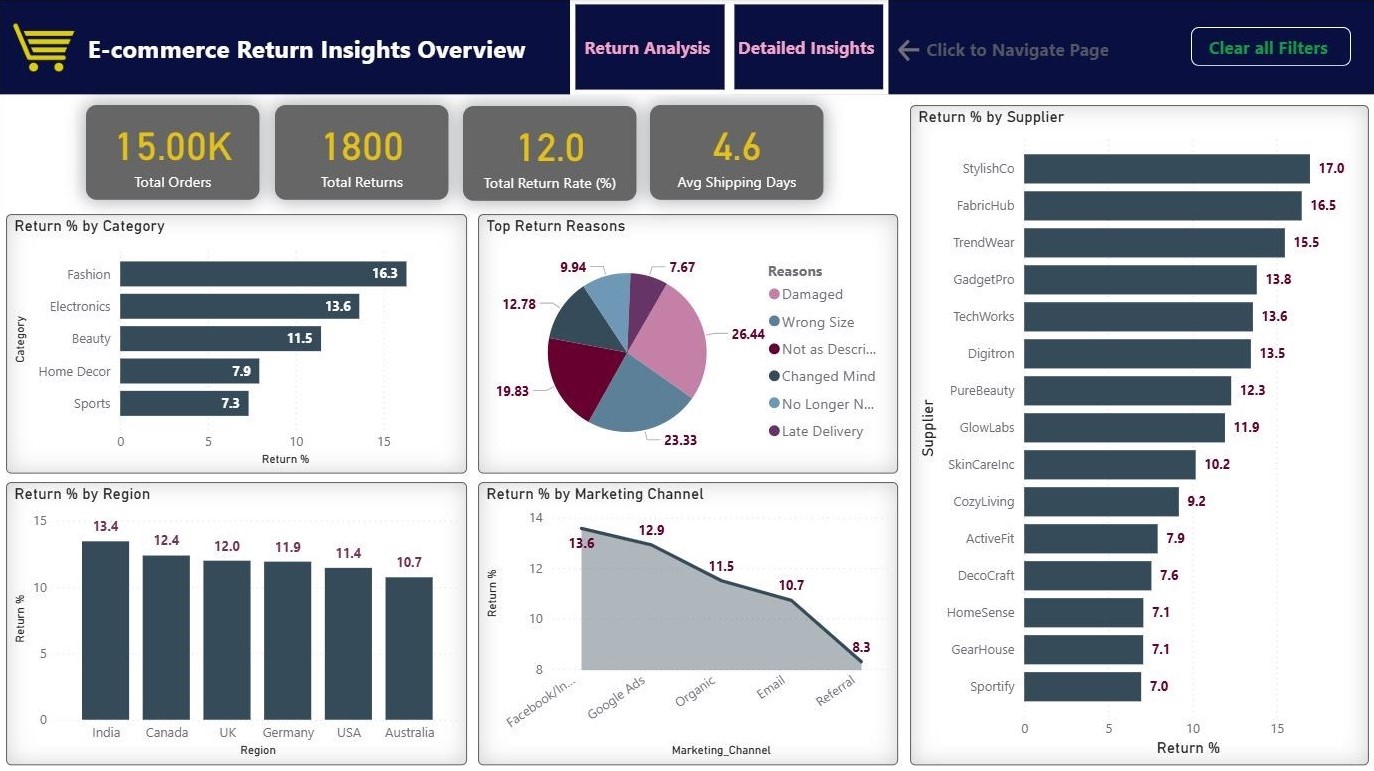 E-commerce Return Insights Overview
Return Analysis
Detailed Insights
Click to Navigate Page
Clear all Filters
15.00K
Total Orders
1800
Total Returns
12.0
Total Return Rate (%)
4.6
Avg Shipping Days
Return % by Category
Category
Fashion
16.3
Electronics
13.6
Beauty
11.5
Home Decor
7.9
Sports
7.3
0 5 10 15
Return %
Top Return Reasons
9.94
7.67
12.78
26.44
19.83
23.33
Reasons
Damaged
Wrong Size
Not as Descri...
Changed Mind
No Longer N...
Late Delivery
Return % by Region
Return %
15
10
5
0
13.4
12.4
12.0
11.9
11.4
10.7
India
Canada
UK
Germany
USA
Australia
Region
Return % by Marketing Channel
Return %
14
12
10
8
13.6
12.9
11.5
10.7
8.3
Facebook/In...
Google Ads
Organic
Email
Referral
Marketing_Channel
Return % by Supplier
Supplier
StylishCo
17.0
FabricHub
16.5
TrendWear
15.5
GadgetPro
13.8
TechWorks
13.6
Digitron
13.5
PureBeauty
12.3
GlowLabs
11.9
SkinCareInc
10.2
CozyLiving
9.2
ActiveFit
7.9
DecoCraft
7.6
HomeSense
7.1
GearHouse
7.1
Sportify
7.0
0 5 10 15
Return %